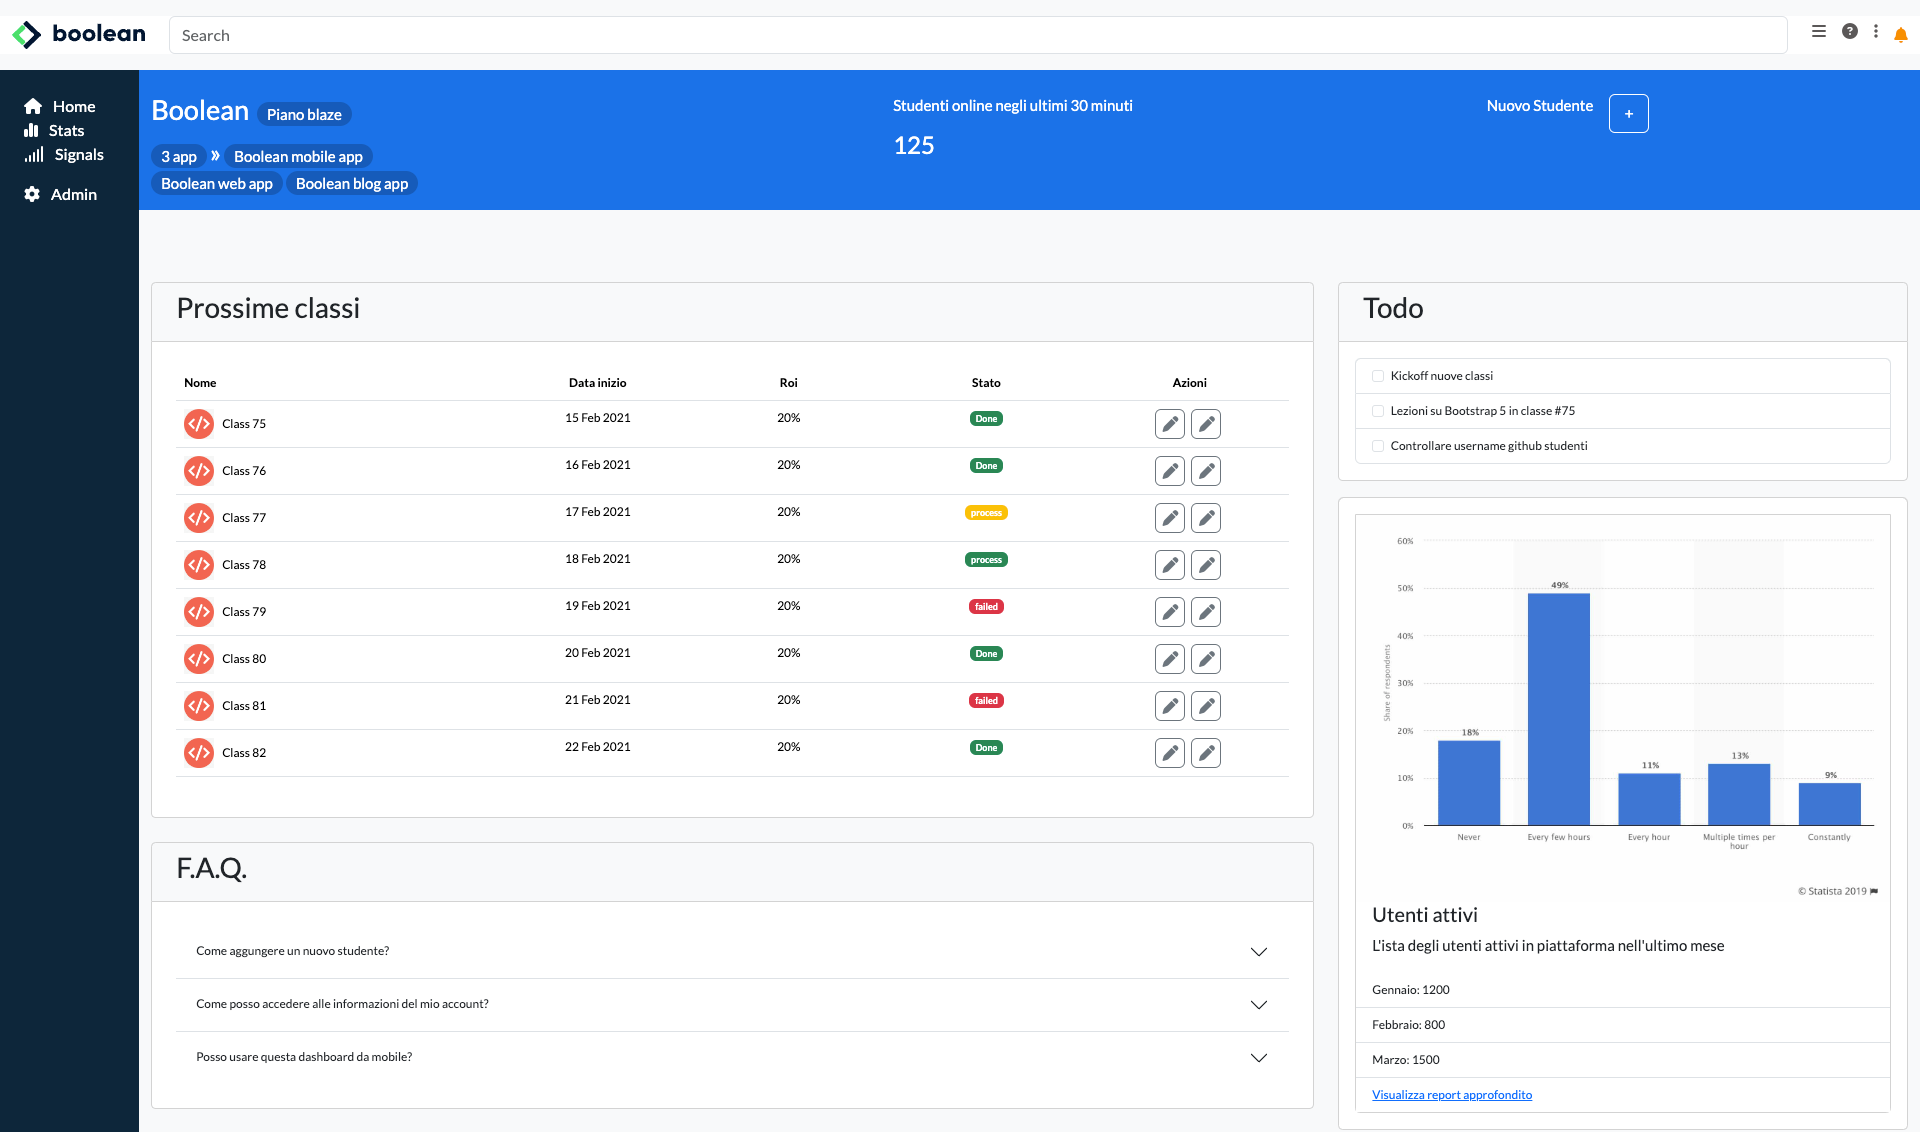 boolean
Search
Home
Stats
Signals
Admin
Boolean Piano blaze
3 app » Boolean mobile app
Boolean web app Boolean blog app
Studenti online negli ultimi 30 minuti
125
Nuovo Studente +
Prossime classi
Nome Data inizio Roi Stato Azioni
Class 75 15 Feb 2021 20% Done
Class 76 16 Feb 2021 20% Done
Class 77 17 Feb 2021 20% process
Class 78 18 Feb 2021 20% process
Class 79 19 Feb 2021 20% failed
Class 80 20 Feb 2021 20% Done
Class 81 21 Feb 2021 20% failed
Class 82 22 Feb 2021 20% Done
F.A.Q.
Come aggungere un nuovo studente?
Come posso accedere alle informazioni del mio account?
Posso usare questa dashboard da mobile?
Todo
Kickoff nuove classi
Lezioni su Bootstrap 5 in classe #75
Controllare username github studenti
Share of respondents
60%
50%
40%
30%
20%
10%
0%
18%
49%
11%
13%
9%
Never
Every few hours
Every hour
Multiple times per
hour
Constantly
© Statista 2019
Utenti attivi
L'ista degli utenti attivi in piattaforma nell'ultimo mese
Gennaio: 1200
Febbraio: 800
Marzo: 1500
Visualizza report approfondito